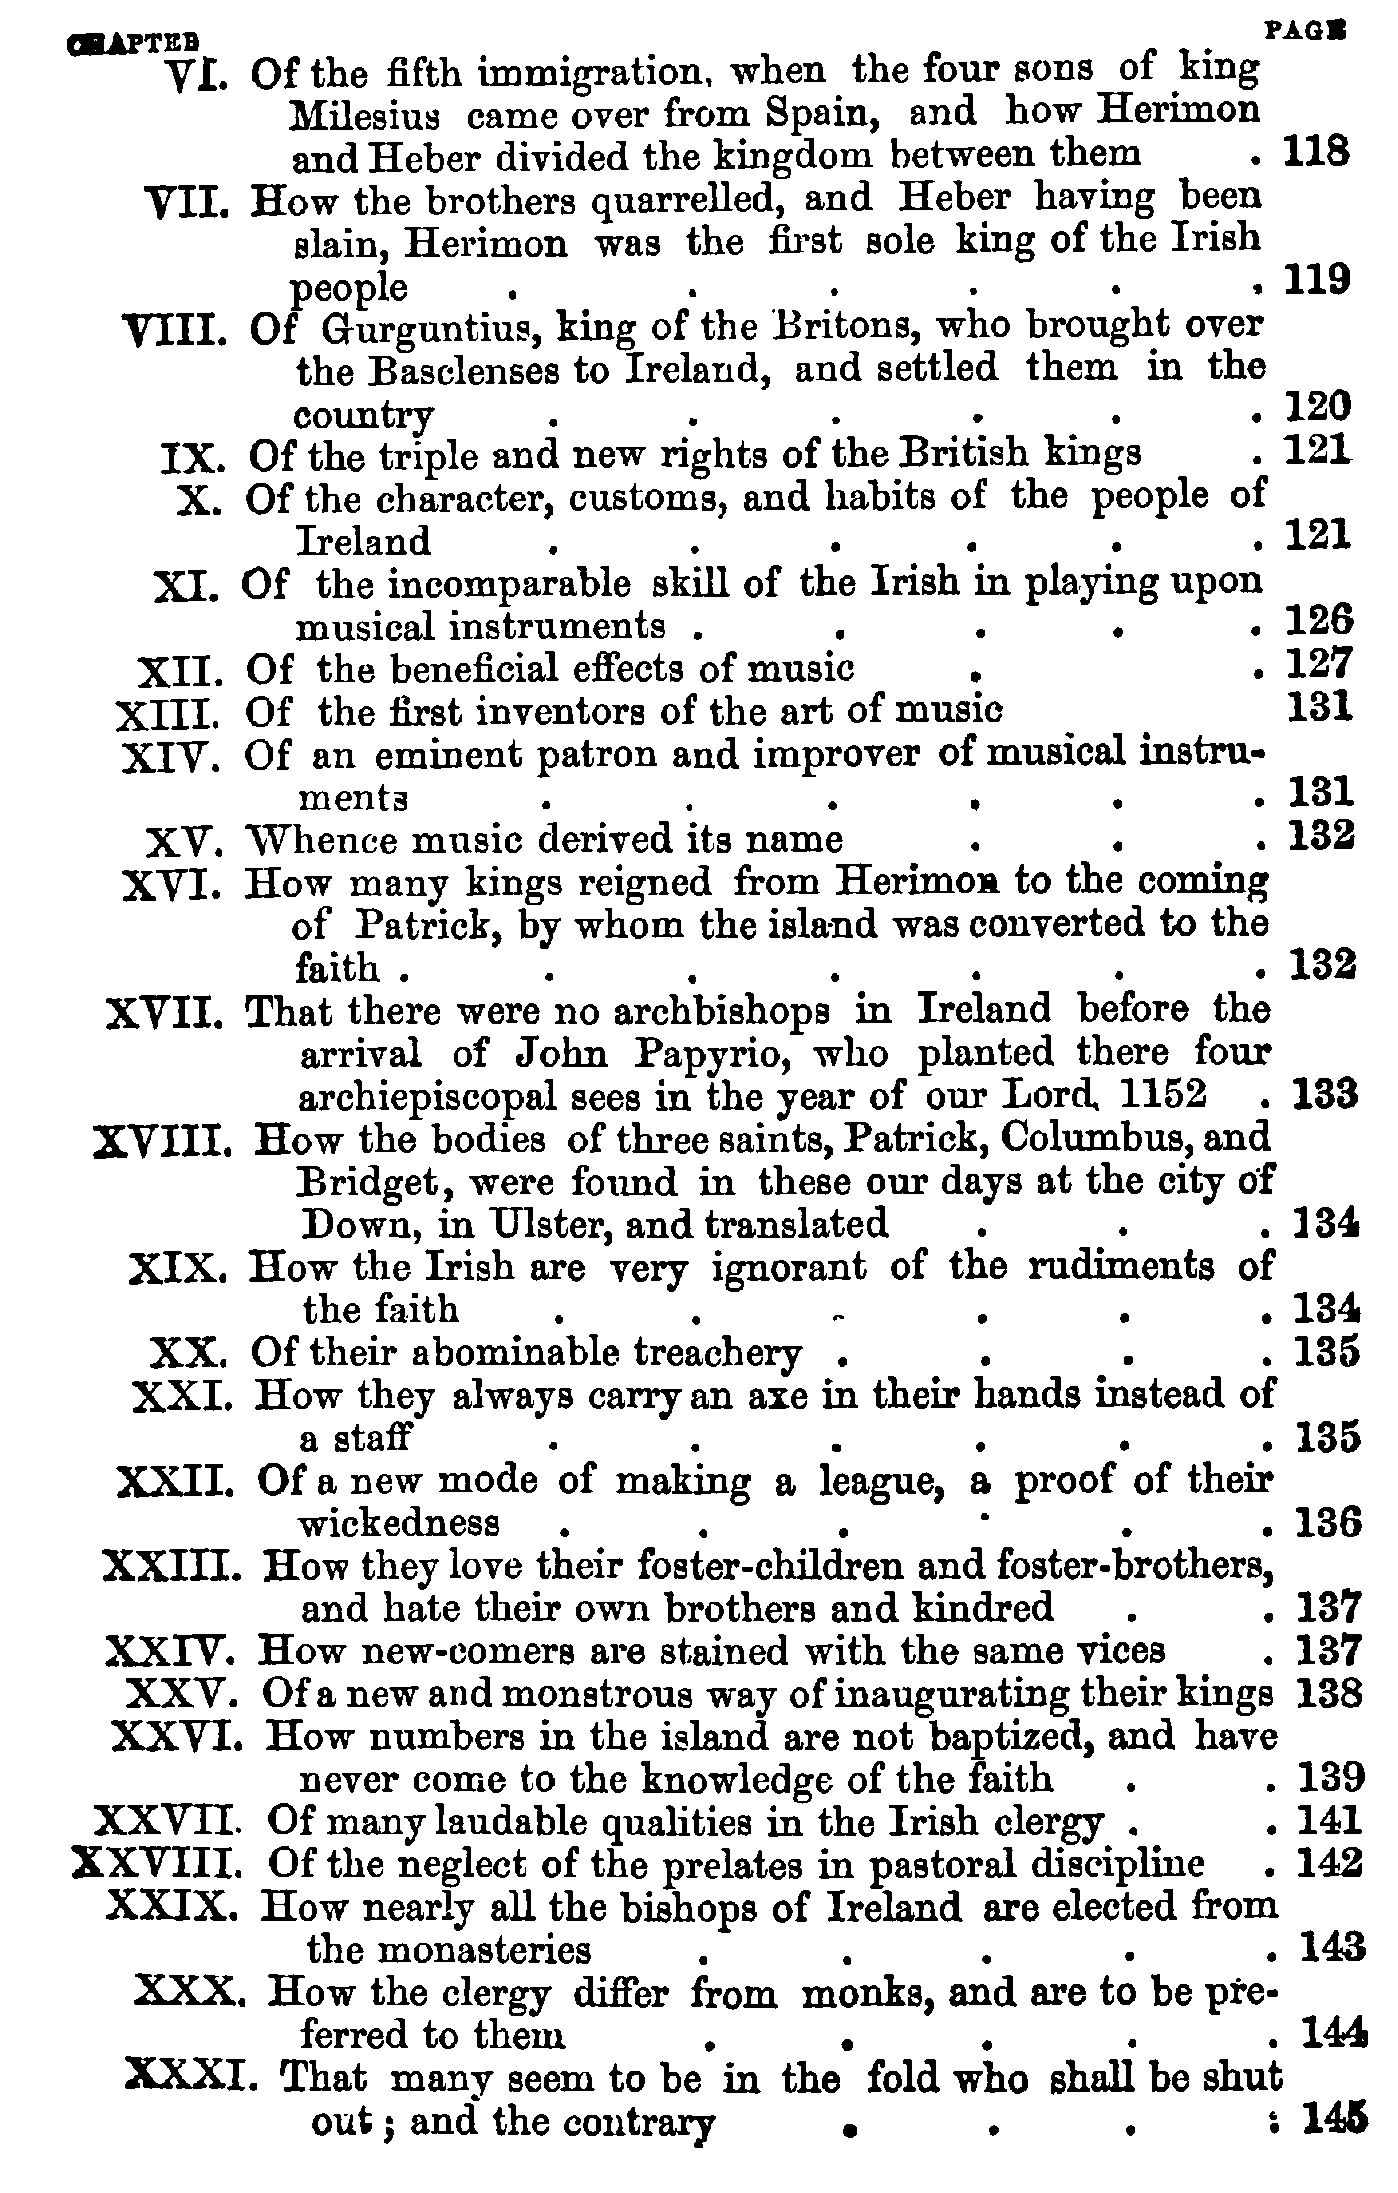 CHAPTER PAGE
VI. Of the fifth immigration, when the four sons of king
Milesius came over from Spain, and how Herimon
and Heber divided the kingdom between them . 118
VII. How the brothers quarrelled, and Heber having been
slain, Herimon was the first sole king of the Irish
people . . . . . . 119
VIII. Of Gurguntius, king of the Britons, who brought over
the Basclenses to Ireland, and settled them in the
country . . . . . . 120
IX. Of the triple and new rights of the British kings . 121
X. Of the character, customs, and habits of the people of
Ireland . . . . . . 121
XI. Of the incomparable skill of the Irish in playing upon
musical instruments . . . . . 126
XII. Of the beneficial effects of music . . 127
XIII. Of the first inventors of the art of music 131
XIV. Of an eminent patron and improver of musical instru-
ments . . . . . . 131
XV. Whence music derived its name . . . 132
XVI. How many kings reigned from Herimon to the coming
of Patrick, by whom the island was converted to the
faith . . . . . . . 132
XVII. That there were no archbishops in Ireland before the
arrival of John Papyrio, who planted there four
archiepiscopal sees in the year of our Lord, 1152 . 133
XVIII. How the bodies of three saints, Patrick, Columbus, and
Bridget, were found in these our days at the city of
Down, in Ulster, and translated . . . 134
XIX. How the Irish are very ignorant of the rudiments of
the faith . . . . . . 134
XX. Of their abominable treachery . . . . 135
XXI. How they always carry an axe in their hands instead of
a staff . . . . . . 135
XXII. Of a new mode of making a league, a proof of their
wickedness . . . . . . 136
XXIII. How they love their foster-children and foster-brothers,
and hate their own brothers and kindred . . 137
XXIV. How new-comers are stained with the same vices . 137
XXV. Of a new and monstrous way of inaugurating their kings 138
XXVI. How numbers in the island are not baptized, and have
never come to the knowledge of the faith . . 139
XXVII. Of many laudable qualities in the Irish clergy . . 141
XXVIII. Of the neglect of the prelates in pastoral discipline . 142
XXIX. How nearly all the bishops of Ireland are elected from
the monasteries . . . . . 143
XXX. How the clergy differ from monks, and are to be pre-
ferred to them . . . . . 144
XXXI. That many seem to be in the fold who shall be shut
out; and the contrary . . . . 145